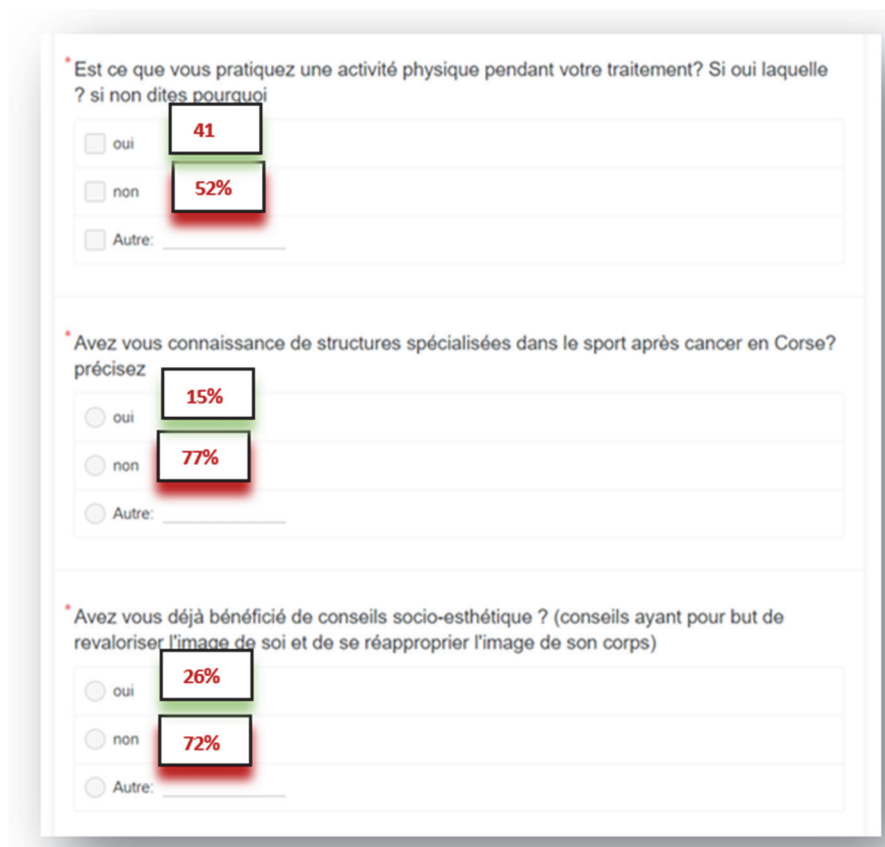 * Est ce que vous pratiquez une activité physique pendant votre traitement? Si oui laquelle
? si non dites pourquoi
oui 41
non 52%
Autre:
* Avez vous connaissance de structures spécialisées dans le sport après cancer en Corse?
précisez
oui 15%
non 77%
Autre:
* Avez vous déjà bénéficié de conseils socio-esthétique ? (conseils ayant pour but de
revaloriser l'image de soi et de se réapproprier l'image de son corps)
oui 26%
non 72%
Autre: